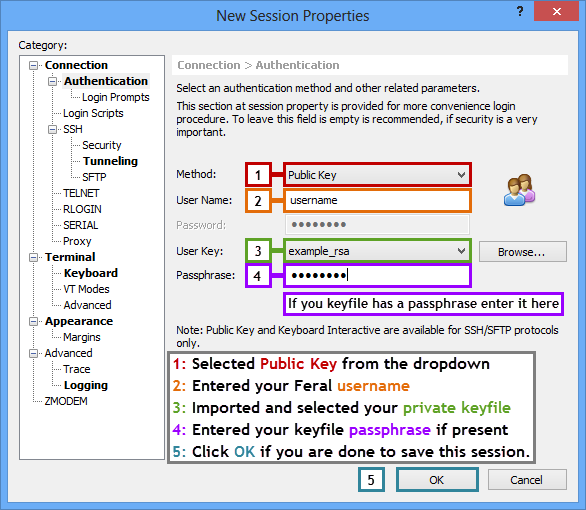 New Session Properties
?
Category:
Connection
Authentication
Login Prompts
Login Scripts
SSH
Security
Tunneling
SFTP
TELNET
RLOGIN
SERIAL
Proxy
Terminal
Keyboard
VT Modes
Advanced
Appearance
Margins
Advanced
Trace
Logging
ZMODEM
Connection > Authentication
Select an authentication method and other related parameters.
This section at session property is provided for more convenience login
procedure. To leave this field is empty is recommended, if security is a very
important.
Method: 1 Public Key
User Name: 2 username
Password: ●●●●●●●●
User Key: 3 example_rsa Browse...
Passphrase: 4 ●●●●●●●●
If you keyfile has a passphrase enter it here
Note: Public Key and Keyboard Interactive are available for SSH/SFTP protocols
only.
1: Selected Public Key from the dropdown
2: Entered your Feral username
3: Imported and selected your private keyfile
4: Entered your keyfile passphrase if present
5: Click OK if you are done to save this session.
5 OK Cancel